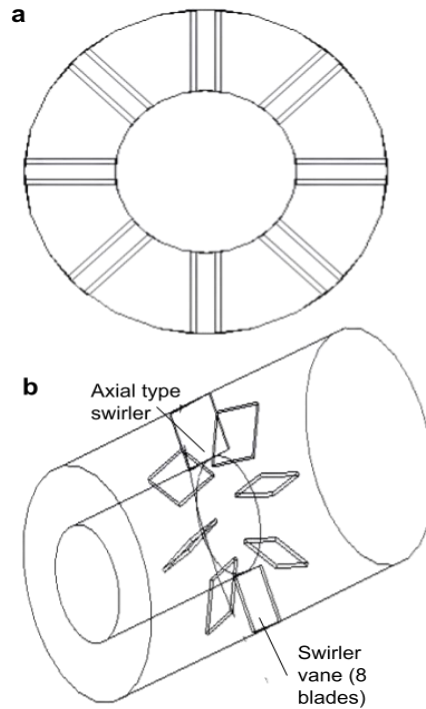 a
b
Axial type
swirler
Swirler
vane (8
blades)